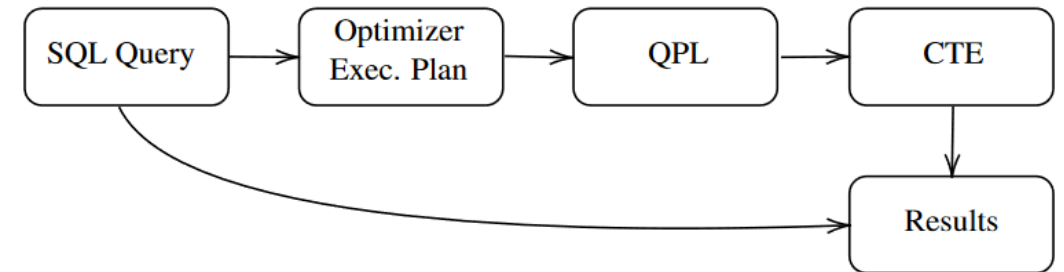 SQL Query
Optimizer
Exec. Plan
QPL
CTE
Results